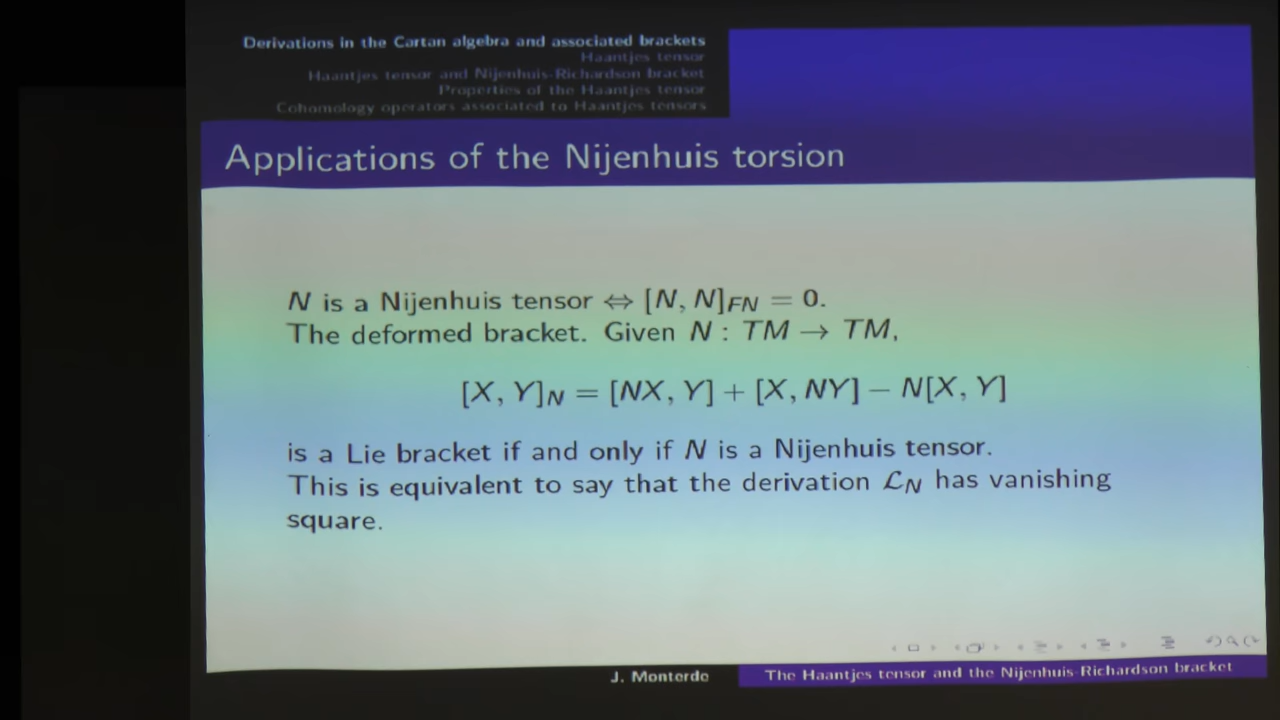 Derivations in the Cartan algebra and associated brackets
Haantjes tensor
Haantjes tensor and Nijenhuis-Richardson bracket
Properties of the Haantjes tensor
Cohomology operators associated to Haantjes tensors
Applications of the Nijenhuis torsion
N is a Nijenhuis tensor ⇔ [N, N]_FN = 0.
The deformed bracket. Given N : TM → TM,
[X, Y]_N = [NX, Y] + [X, NY] − N[X, Y]
is a Lie bracket if and only if N is a Nijenhuis tensor.
This is equivalent to say that the derivation ℒ_N has vanishing
square.
J. Monterde
The Haantjes tensor and the Nijenhuis-Richardson bracket